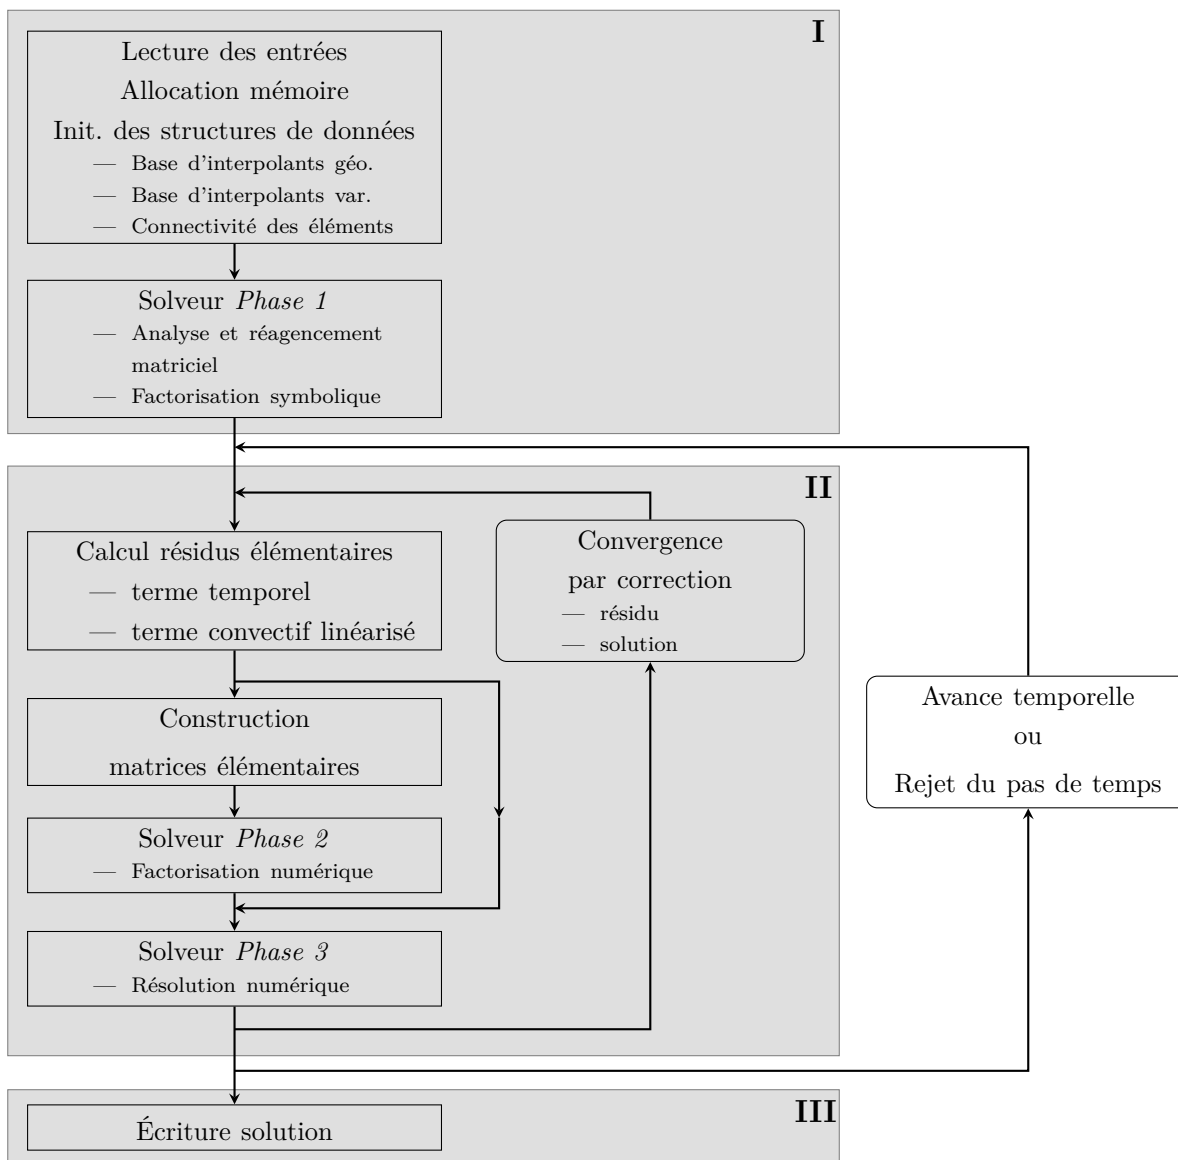 I
Lecture des entrées
Allocation mémoire
Init. des structures de données
— Base d'interpolants géo.
— Base d'interpolants var.
— Connectivité des éléments
Solveur Phase 1
— Analyse et réagencement
matriciel
— Factorisation symbolique
II
Calcul résidus élémentaires
— terme temporel
— terme convectif linéarisé
Convergence
par correction
— résidu
— solution
Construction
matrices élémentaires
Solveur Phase 2
— Factorisation numérique
Solveur Phase 3
— Résolution numérique
Avance temporelle
ou
Rejet du pas de temps
III
Écriture solution